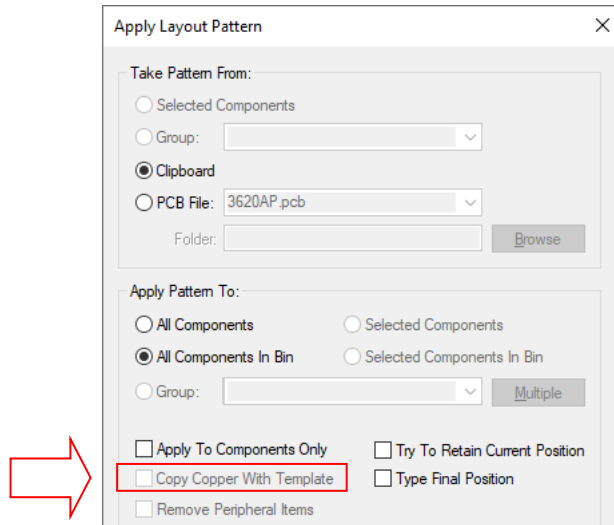 Apply Layout Pattern
Take Pattern From:
Selected Components
Group:
Clipboard
PCB File: 3620AP.pcb
Folder: Browse
Apply Pattern To:
All Components Selected Components
All Components In Bin Selected Components In Bin
Group: Multiple
Apply To Components Only Try To Retain Current Position
Copy Copper With Template Type Final Position
Remove Peripheral Items